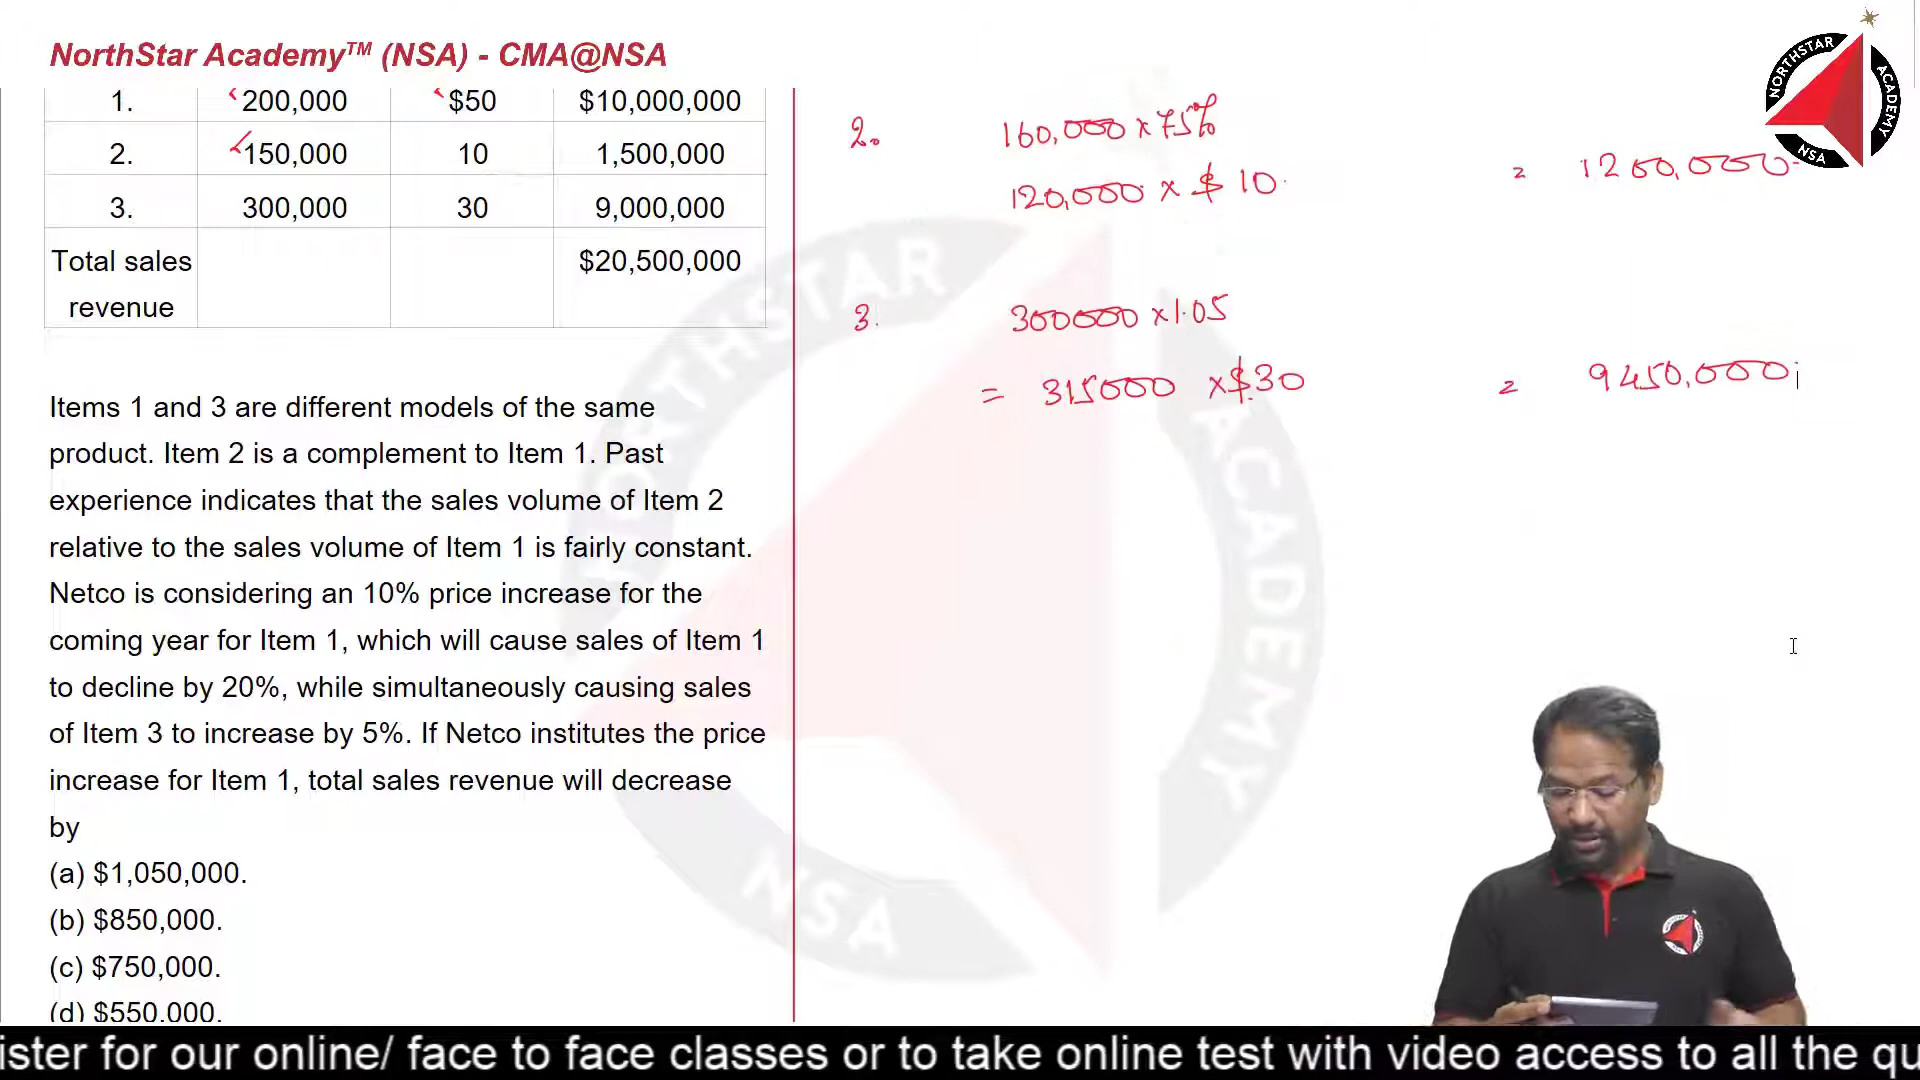 NorthStar Academy™ (NSA) - CMA@NSA
1. 200,000 $50 $10,000,000
2. 150,000 10 1,500,000
3. 300,000 30 9,000,000
Total sales $20,500,000
revenue
Items 1 and 3 are different models of the same
product. Item 2 is a complement to Item 1. Past
experience indicates that the sales volume of Item 2
relative to the sales volume of Item 1 is fairly constant.
Netco is considering an 10% price increase for the
coming year for Item 1, which will cause sales of Item 1
to decline by 20%, while simultaneously causing sales
of Item 3 to increase by 5%. If Netco institutes the price
increase for Item 1, total sales revenue will decrease
by
(a) $1,050,000.
(b) $850,000.
(c) $750,000.
(d) $550,000.
2. 160,000 x 75%
120,000 x $ 10. = 1200,000
3. 300000 x 1.05
= 315000 x $.30 = 9450,000
NORTHSTAR ACADEMY
NSA
NORTHSTAR
ACADEMY
NSA
ister for our online/ face to face classes or to take online test with video access to all the qu